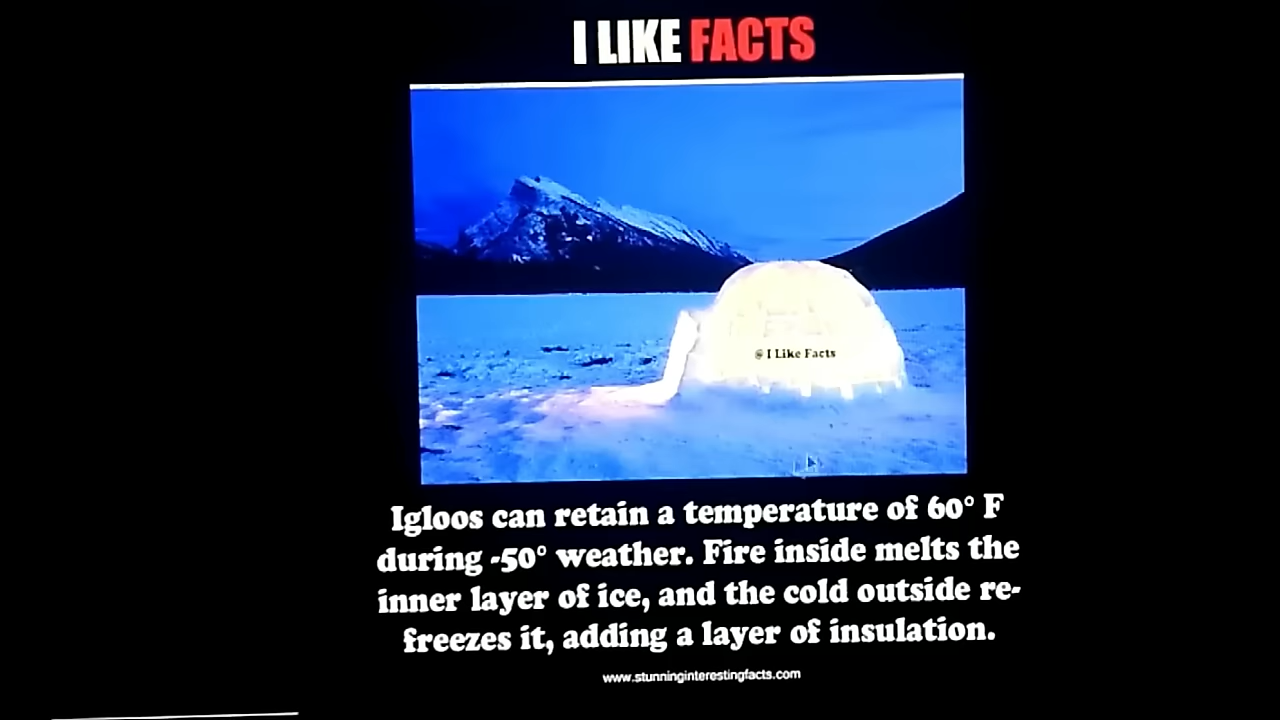 I LIKE FACTS
@ I Like Facts
Igloos can retain a temperature of 60° F
during -50° weather. Fire inside melts the
inner layer of ice, and the cold outside re-
freezes it, adding a layer of insulation.
www.stunninginterestingfacts.com